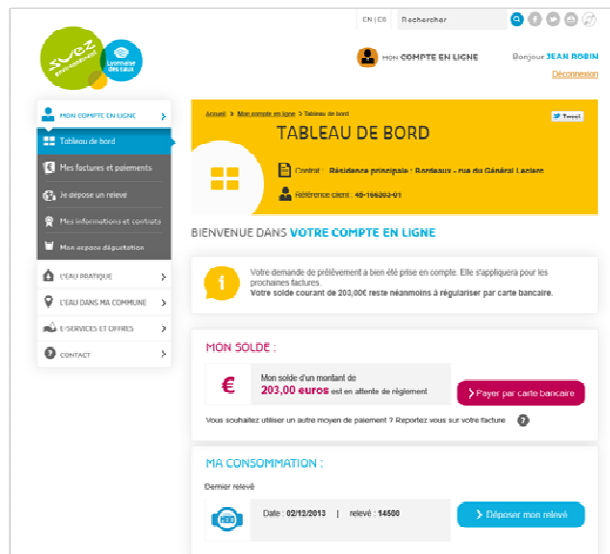 EN | ES Rechercher
suez environnement
Lyonnaise des eaux
MON COMPTE EN LIGNE
Bonjour JEAN ROBIN
Déconnexion
MON COMPTE EN LIGNE
Tableau de bord
Mes factures et paiements
Je dépose un relevé
Mes informations et contrats
Mon espace dégustation
L'EAU PRATIQUE
L'EAU DANS MA COMMUNE
E-SERVICES ET OFFRES
CONTACT
Accueil > Mon compte en ligne > Tableau de bord
Tweet
TABLEAU DE BORD
Contrat : Résidence principale : Bordeaux - rue du Général Leclerc
Référence client :
BIENVENUE DANS VOTRE COMPTE EN LIGNE
Votre demande de prélèvement a bien été prise en compte. Elle s'appliquera pour les
prochaines factures.
Votre solde courant de 203,00€ reste néanmoins à régulariser par carte bancaire.
MON SOLDE :
€
Mon solde d'un montant de
203,00 euros est en attente de règlement
Payer par carte bancaire
Vous souhaitez utiliser un autre moyen de paiement ? Reportez vous sur votre facture ?
MA CONSOMMATION :
Dernier relevé
Date : 02/12/2013 | relevé : 14500
Déposer mon relevé